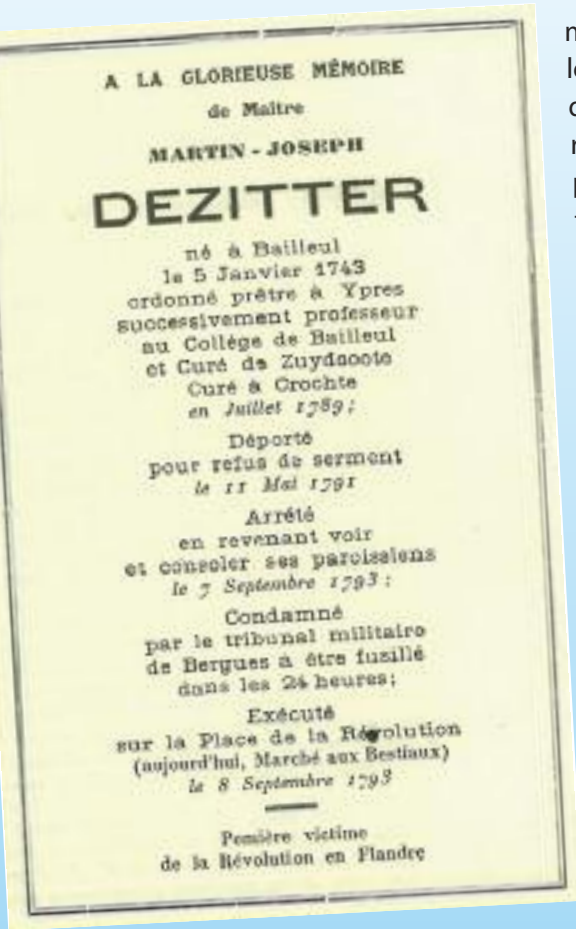 A LA GLORIEUSE MÉMOIRE
de Maître
MARTIN - JOSEPH
DEZITTER
né à Bailleul
le 5 Janvier 1743
ordonné prêtre à Ypres
successivement professeur
au Collège de Bailleul
et Curé de Zuydcoote
Curé à Crochte
en Juillet 1789;
Déporté
pour refus de serment
le 11 Mai 1791
Arrêté
en revenant voir
et consoler ses paroissiens
le 7 Septembre 1793;
Condamné
par le tribunal militaire
de Bergues à être fusillé
dans les 24 heures;
Exécuté
sur la Place de la Révolution
(aujourd'hui, Marché aux Bestiaux)
le 8 Septembre 1793
Pemière victime
de la Révolution en Flandre